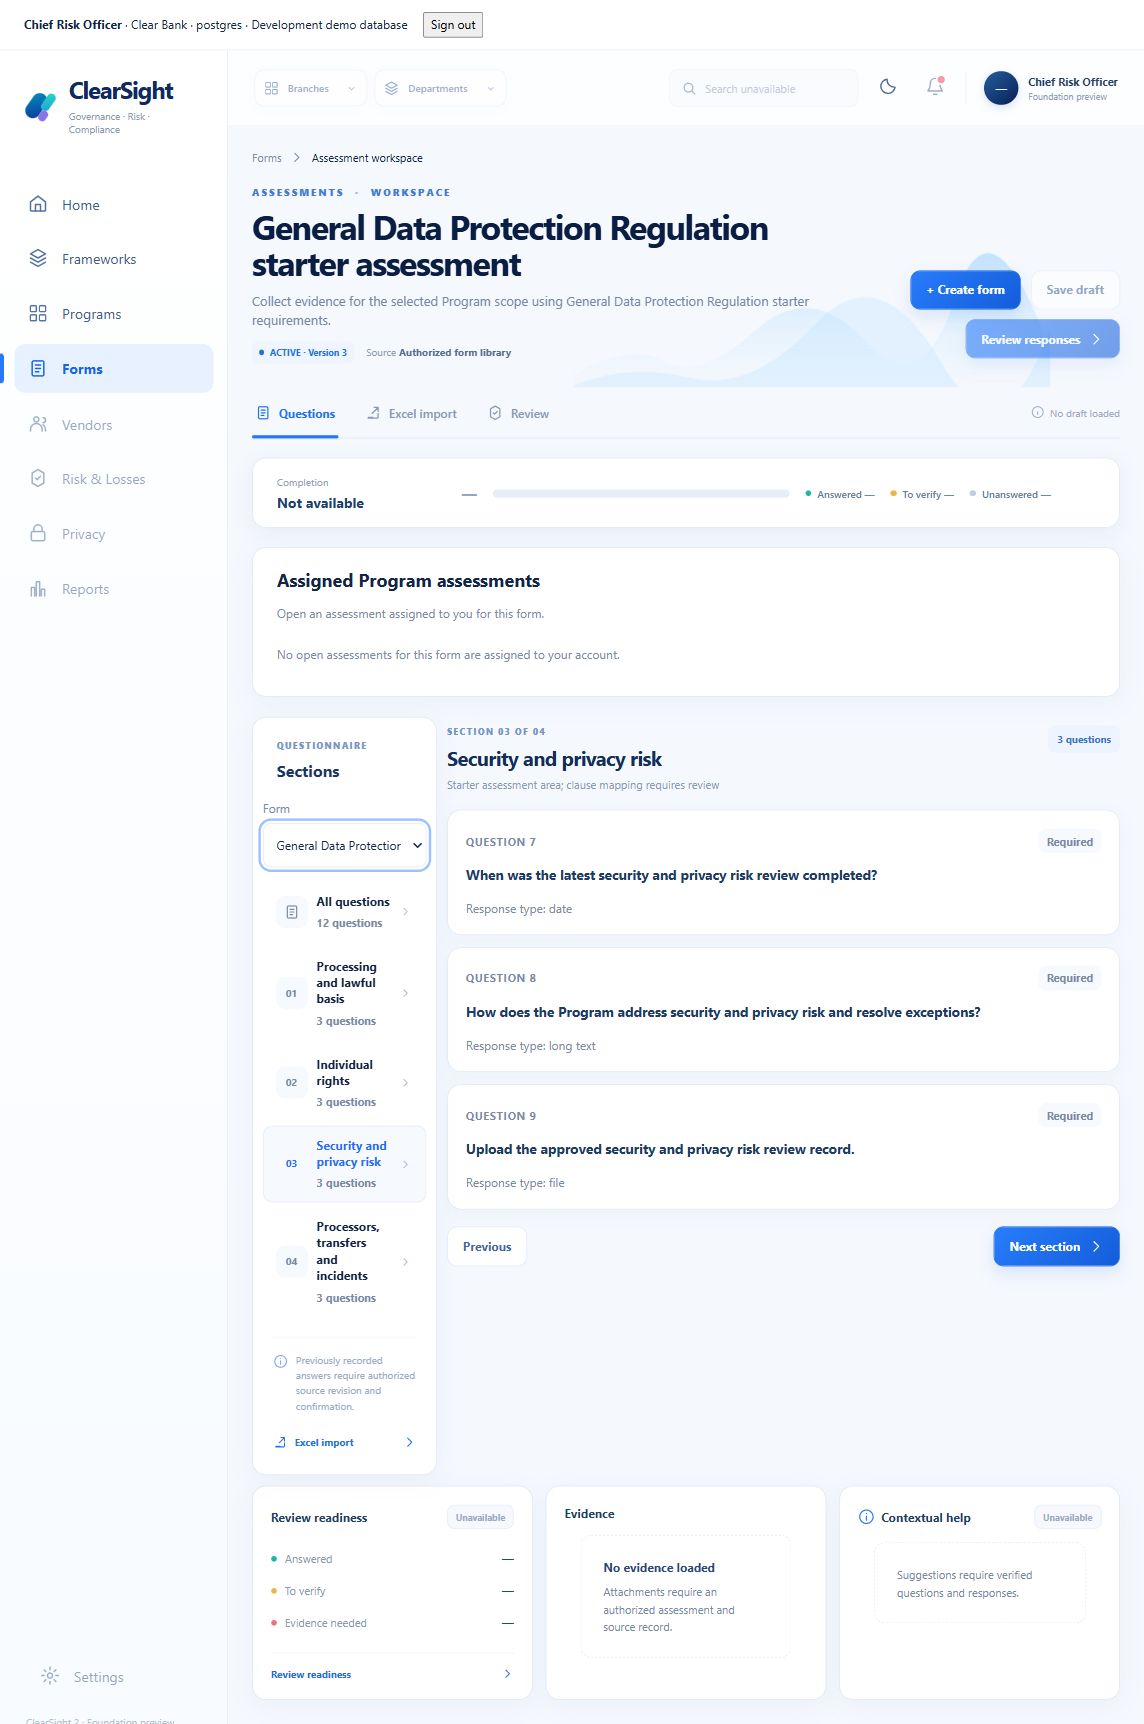 Chief Risk Officer · Clear Bank · postgres · Development demo database
Sign out
ClearSight
Governance · Risk ·
Compliance
Branches
Departments
Search unavailable
Chief Risk Officer
Foundation preview
Home
Frameworks
Programs
Forms
Vendors
Risk & Losses
Privacy
Reports
Settings
ClearSight 2 · Foundation preview
Forms > Assessment workspace
ASSESSMENTS · WORKSPACE
General Data Protection Regulation
starter assessment
Collect evidence for the selected Program scope using General Data Protection Regulation starter
requirements.
ACTIVE · Version 3
Source Authorized form library
+ Create form
Save draft
Review responses
Questions
Excel import
Review
No draft loaded
Completion
Not available
—
Answered —
To verify —
Unanswered —
Assigned Program assessments
Open an assessment assigned to you for this form.
No open assessments for this form are assigned to your account.
QUESTIONNAIRE
Sections
Form
General Data Protection
All questions
12 questions
01
Processing
and lawful
basis
3 questions
02
Individual
rights
3 questions
03
Security and
privacy risk
3 questions
04
Processors,
transfers
and
incidents
3 questions
Previously recorded
answers require authorized
source revision and
confirmation.
Excel import
SECTION 03 OF 04
Security and privacy risk
Starter assessment area; clause mapping requires review
3 questions
QUESTION 7
Required
When was the latest security and privacy risk review completed?
Response type: date
QUESTION 8
Required
How does the Program address security and privacy risk and resolve exceptions?
Response type: long text
QUESTION 9
Required
Upload the approved security and privacy risk review record.
Response type: file
Previous
Next section
Review readiness
Unavailable
Answered —
To verify —
Evidence needed —
Review readiness
Evidence
No evidence loaded
Attachments require an
authorized assessment and
source record.
Contextual help
Unavailable
Suggestions require verified
questions and responses.